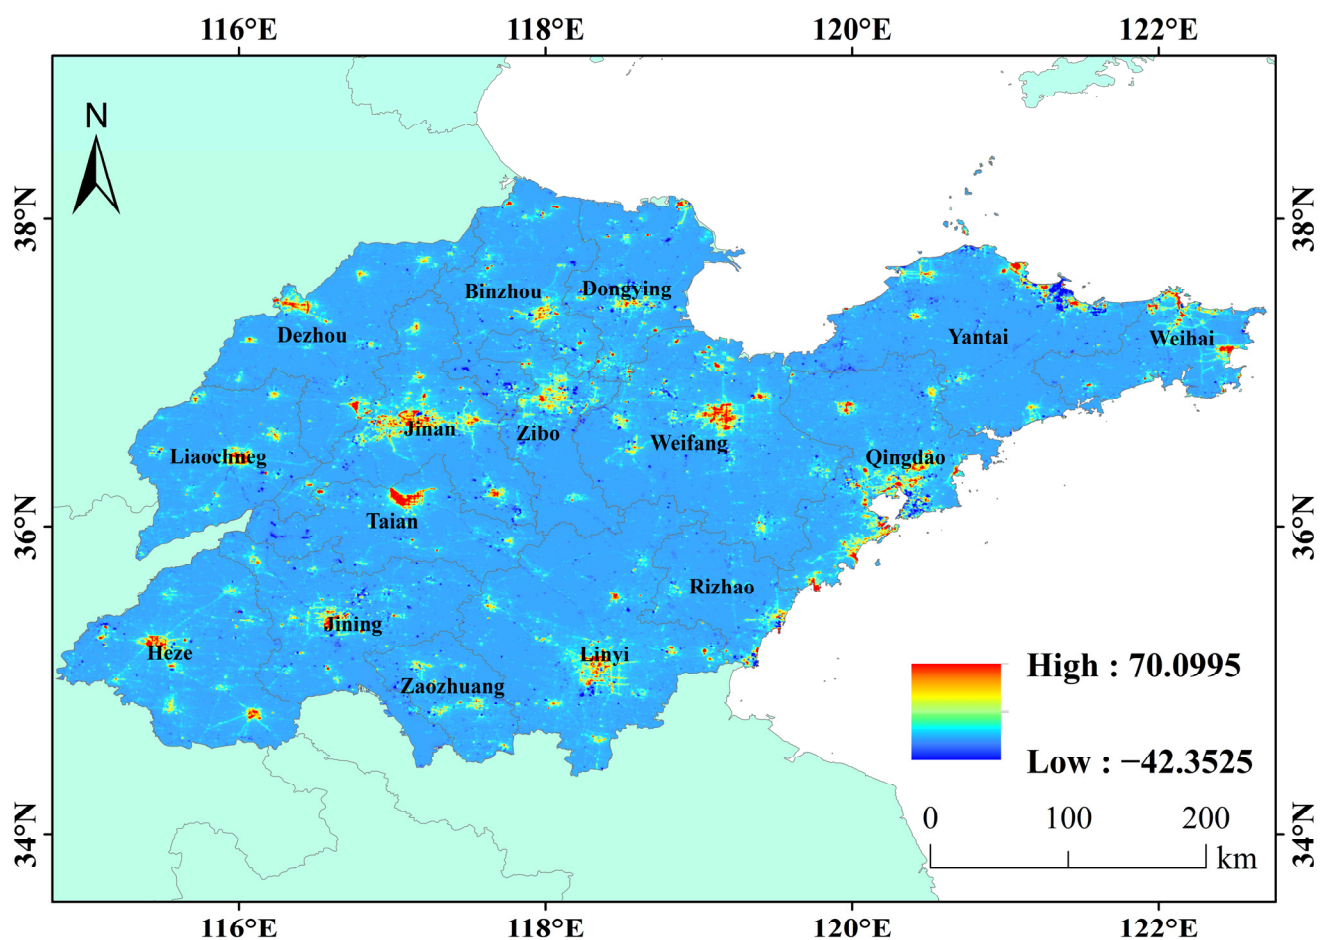 116°E 118°E 120°E 122°E
N
38°N 38°N
Binzhou Dongying
Dezhou Yantai Weihai
Jinan Zibo Weifang
Liaochneg Qingdao
Taian
36°N 36°N
Rizhao
Jining
Heze Linyi
Zaozhuang
High : 70.0995
Low : −42.3525
0 100 200
km
34°N 34°N
116°E 118°E 120°E 122°E